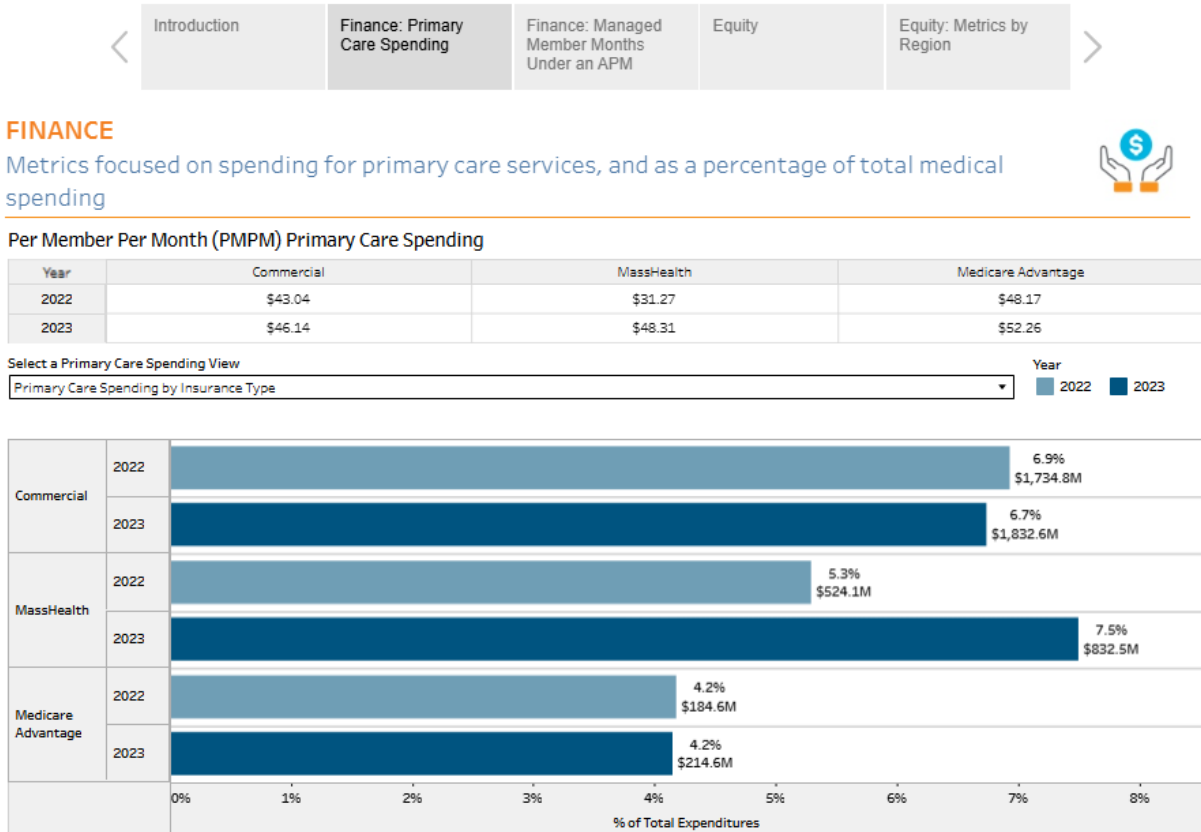 Introduction
Finance: Primary
Care Spending
Finance: Managed
Member Months
Under an APM
Equity
Equity: Metrics by
Region
FINANCE
$
Metrics focused on spending for primary care services, and as a percentage of total medical
spending
Per Member Per Month (PMPM) Primary Care Spending
Year Commercial MassHealth Medicare Advantage
2022 $43.04 $31.27 $48.17
2023 $46.14 $48.31 $52.26
Select a Primary Care Spending View
Primary Care Spending by Insurance Type
Year
2022 2023
Commercial
2022
6.9%
$1,734.8M
2023
6.7%
$1,832.6M
MassHealth
2022
5.3%
$524.1M
2023
7.5%
$832.5M
Medicare
Advantage
2022
4.2%
$184.6M
2023
4.2%
$214.6M
0% 1% 2% 3% 4% 5% 6% 7% 8%
% of Total Expenditures